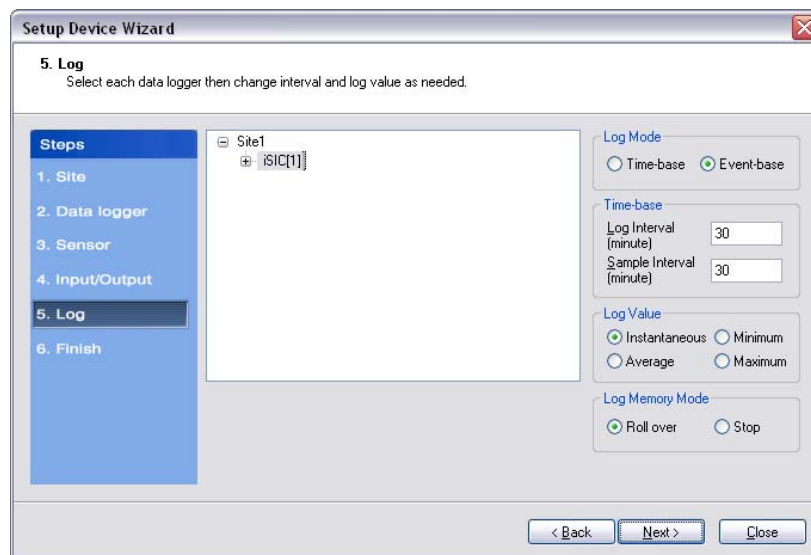 Setup Device Wizard
5. Log
Select each data logger then change interval and log value as needed.
Steps
1. Site
2. Data logger
3. Sensor
4. Input/Output
5. Log
6. Finish
Site1
iSIC[1]
Log Mode
Time-base Event-base
Time-base
Log Interval
(minute)
30
Sample Interval
(minute)
30
Log Value
Instantaneous Minimum
Average Maximum
Log Memory Mode
Roll over Stop
< Back Next > Close